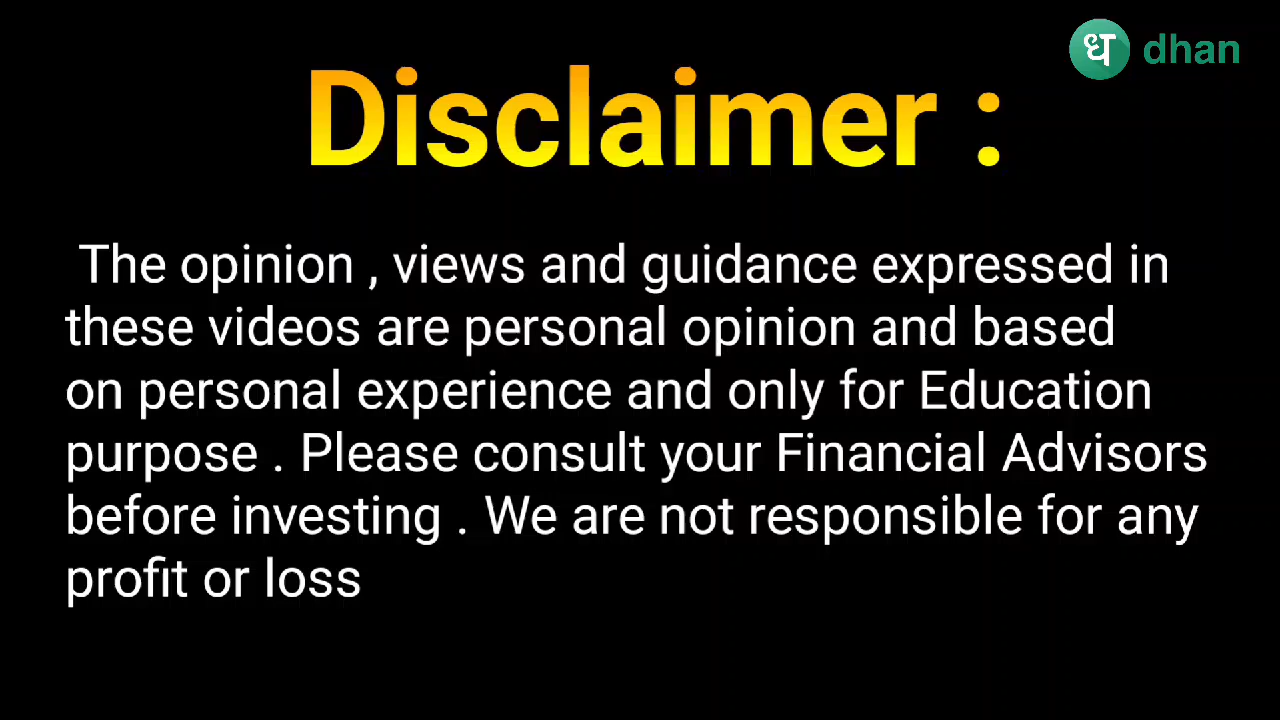 ध dhan
Disclaimer :
The opinion , views and guidance expressed in
these videos are personal opinion and based
on personal experience and only for Education
purpose . Please consult your Financial Advisors
before investing . We are not responsible for any
profit or loss